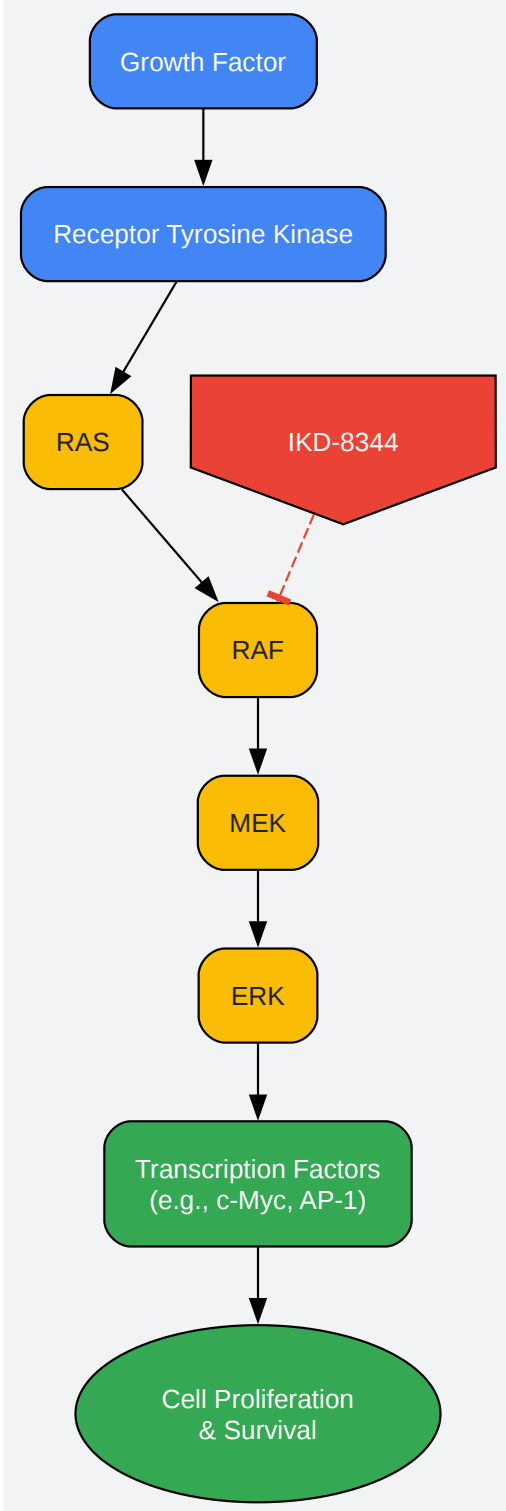 Growth Factor
Receptor Tyrosine Kinase
RAS
IKD-8344
RAF
MEK
ERK
Transcription Factors
(e.g., c-Myc, AP-1)
Cell Proliferation
& Survival